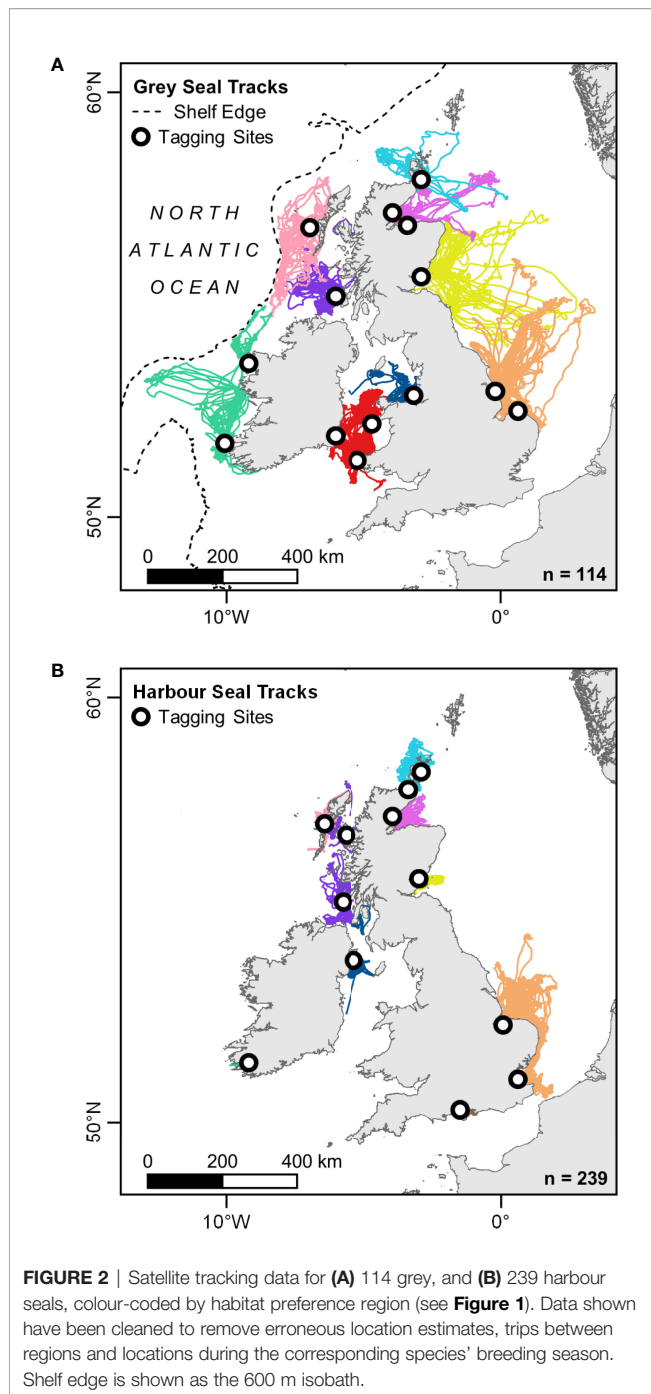 A
60°N
Grey Seal Tracks
Shelf Edge
Tagging Sites
NORTH
ATLANTIC
OCEAN
50°N
0 200 400 km
n = 114
10°W 0°
B
60°N
Harbour Seal Tracks
Tagging Sites
50°N
0 200 400 km
n = 239
10°W 0°
FIGURE 2 | Satellite tracking data for (A) 114 grey, and (B) 239 harbour
seals, colour-coded by habitat preference region (see Figure 1). Data shown
have been cleaned to remove erroneous location estimates, trips between
regions and locations during the corresponding species' breeding season.
Shelf edge is shown as the 600 m isobath.